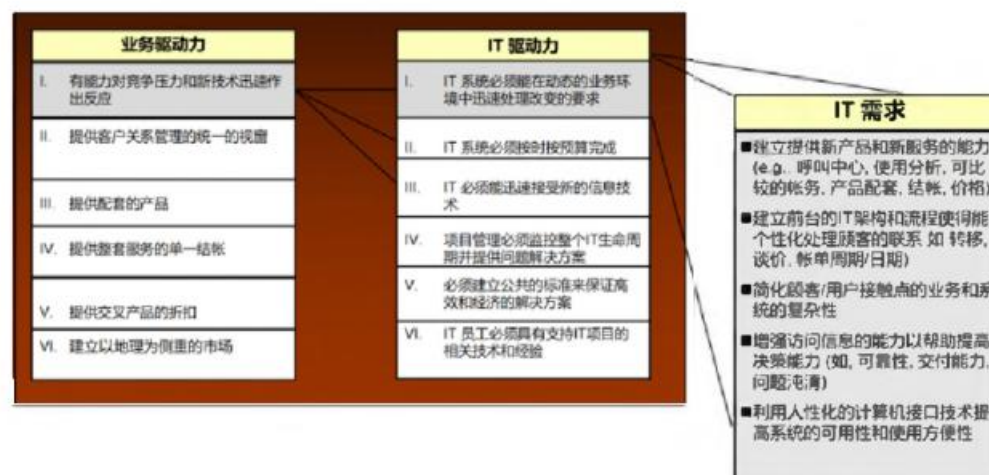 业务驱动力
I. 有能力对竞争压力和新技术迅速作
出反应
II. 提供客户关系管理的统一的视窗
III. 提供配套的产品
IV. 提供整套服务的单一结帐
V. 提供交叉产品的折扣
VI. 建立以地理为侧重的市场
IT 驱动力
I. IT 系统必须能在动态的业务环
境中迅速处理改变的要求
II. IT 系统必须按时按预算完成
III. IT 必须能迅速接受新的信息技
术
IV. 项目管理必须监控整个IT生命周
期并提供问题解决方案
V. 必须建立公共的标准来保证高
效和经济的解决方案
VI. IT 员工必须具有支持IT项目的
相关技术和经验
IT 需求
■建立提供新产品和新服务的能力
(e.g.. 呼叫中心, 使用分析, 可比
较的帐务, 产品配套, 结帐, 价格)
■建立前台的IT架构和流程使得能
个性化处理顾客的联系 如 转移,
谈价, 帐单周期/日期)
■简化顾客/用户接触点的业务和系
统的复杂性
■增强访问信息的能力以帮助提高
决策能力 (如, 可靠性, 交付能力,
问题澄清)
■利用人性化的计算机接口技术提
高系统的可用性和使用方便性